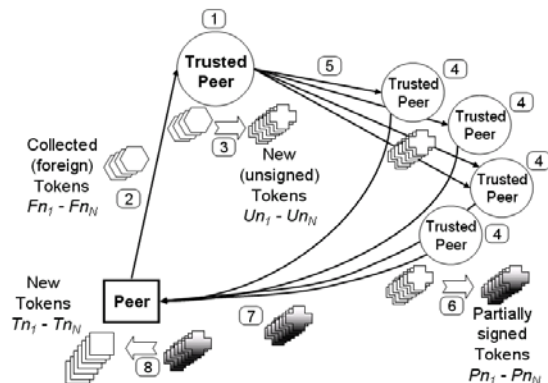 1
Trusted
Peer
5
4
Trusted
Peer
4
Trusted
Peer
3
Collected
(foreign)
Tokens
Fn1 - FnN
2
New
(unsigned)
Tokens
Un1 - UnN
4
Trusted
Peer
4
Trusted
Peer
New
Tokens
Tn1 - TnN
Peer
7
6
8
Partially
signed
Tokens
Pn1 - PnN